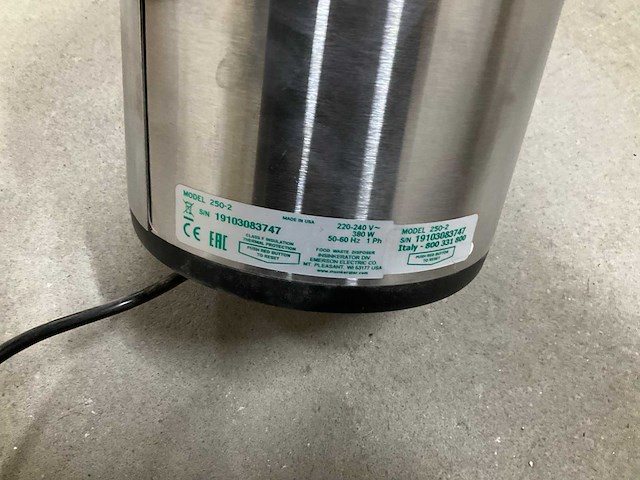 MODEL 250-2
S/N 19103083747
MADE IN USA
220-240 V~
380 W
50-60 Hz 1 Ph
CE EAC
CLASS F INSULATION
THERMAL PROTECTION
PUSH RED BUTTON
TO RESET
FOOD WASTE DISPOSER
INSINKERATOR DIV
EMERSON ELECTRIC CO.
MT. PLEASANT, WI 53177 USA
MODEL 250-2
S/N 19103083747
Italy - 800 331 800
PUSH RED BUTTON
TO RESET